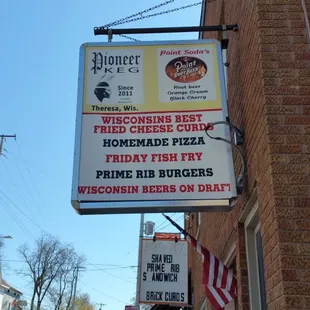 Pioneer
KEG
Since
2011
Theresa, Wis.
Point Soda's
Point
Root Beer
Orange Cream
Black Cherry
WISCONSINS BEST
FRIED CHEESE CURDS
HOMEMADE PIZZA
FRIDAY FISH FRY
PRIME RIB BURGERS
WISCONSIN BEERS ON DRAFT
SHAVED
PRIME RIB
SANDWICH
BRICK CURDS